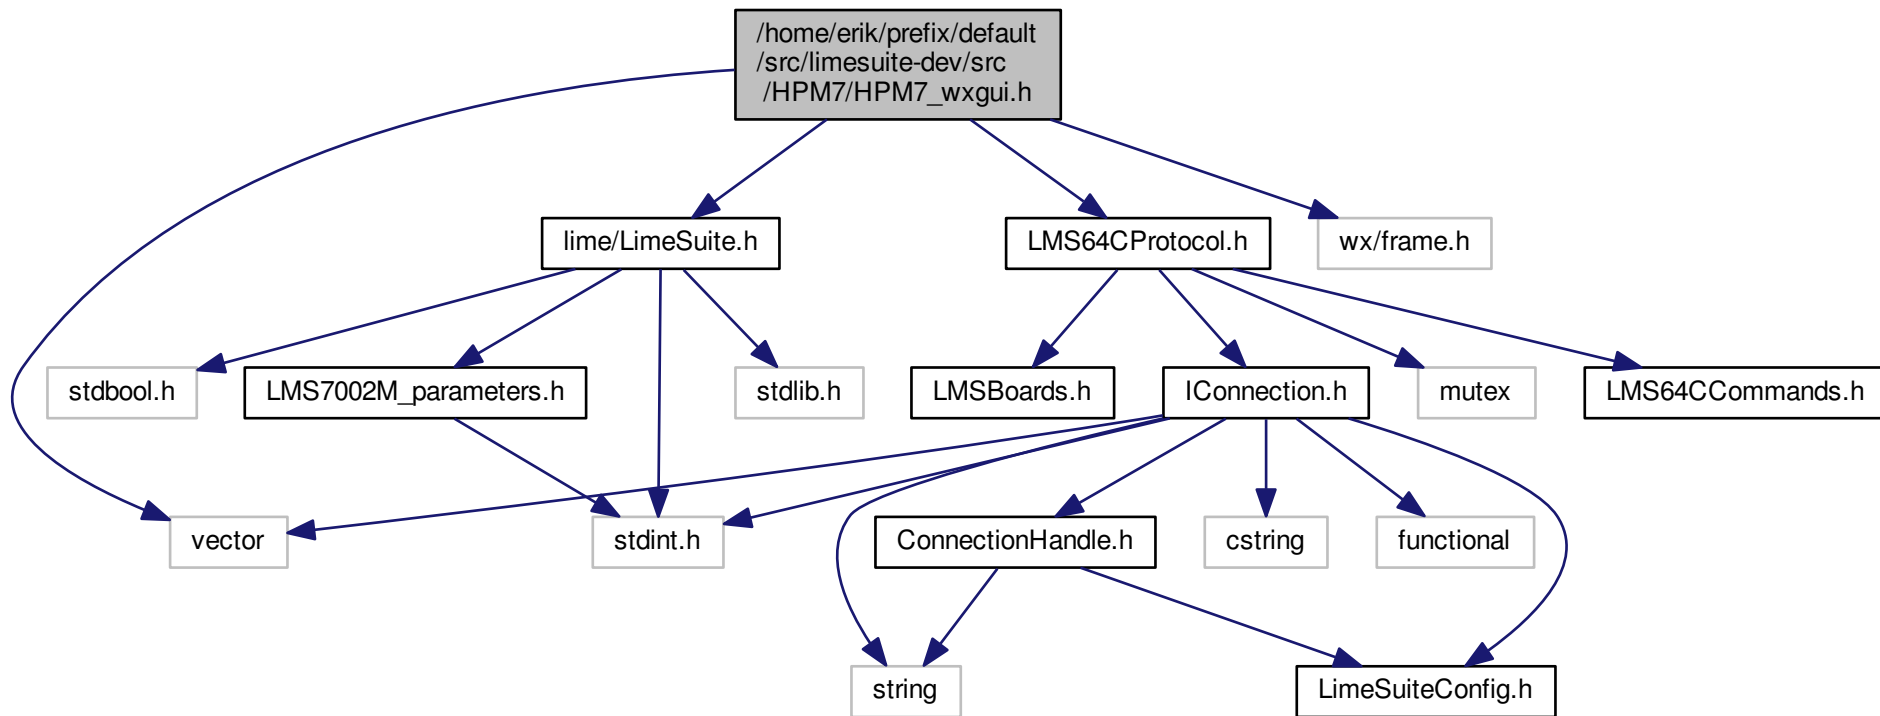 /home/erik/prefix/default
/src/limesuite-dev/src
/HPM7/HPM7_wxgui.h
lime/LimeSuite.h
LMS64CProtocol.h
wx/frame.h
stdbool.h
LMS7002M_parameters.h
stdlib.h
LMSBoards.h
IConnection.h
mutex
LMS64CCommands.h
vector
stdint.h
ConnectionHandle.h
cstring
functional
string
LimeSuiteConfig.h